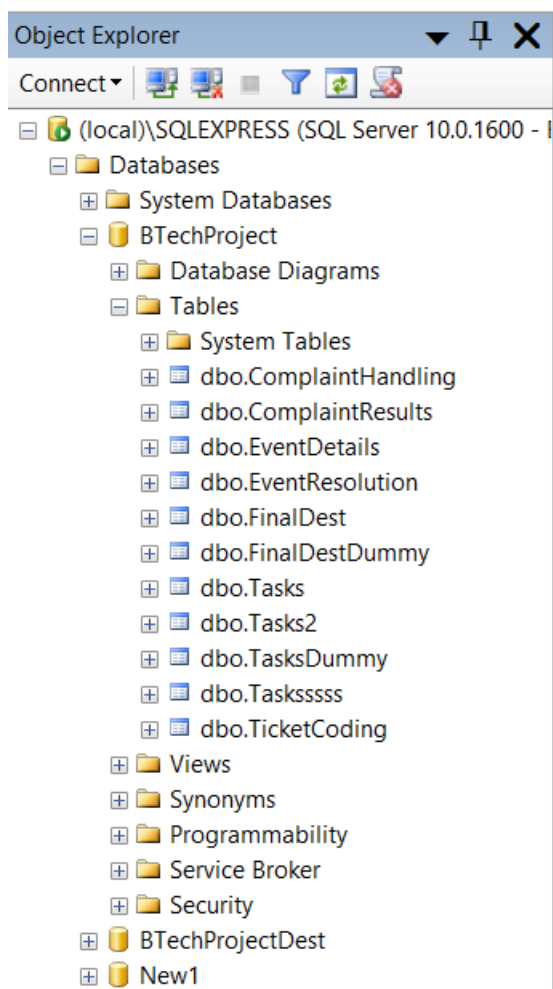 Object Explorer
Connect
(local)\SQLEXPRESS (SQL Server 10.0.1600 -
Databases
System Databases
BTechProject
Database Diagrams
Tables
System Tables
dbo.ComplaintHandling
dbo.ComplaintResults
dbo.EventDetails
dbo.EventResolution
dbo.FinalDest
dbo.FinalDestDummy
dbo.Tasks
dbo.Tasks2
dbo.TasksDummy
dbo.Tasksssss
dbo.TicketCoding
Views
Synonyms
Programmability
Service Broker
Security
BTechProjectDest
New1